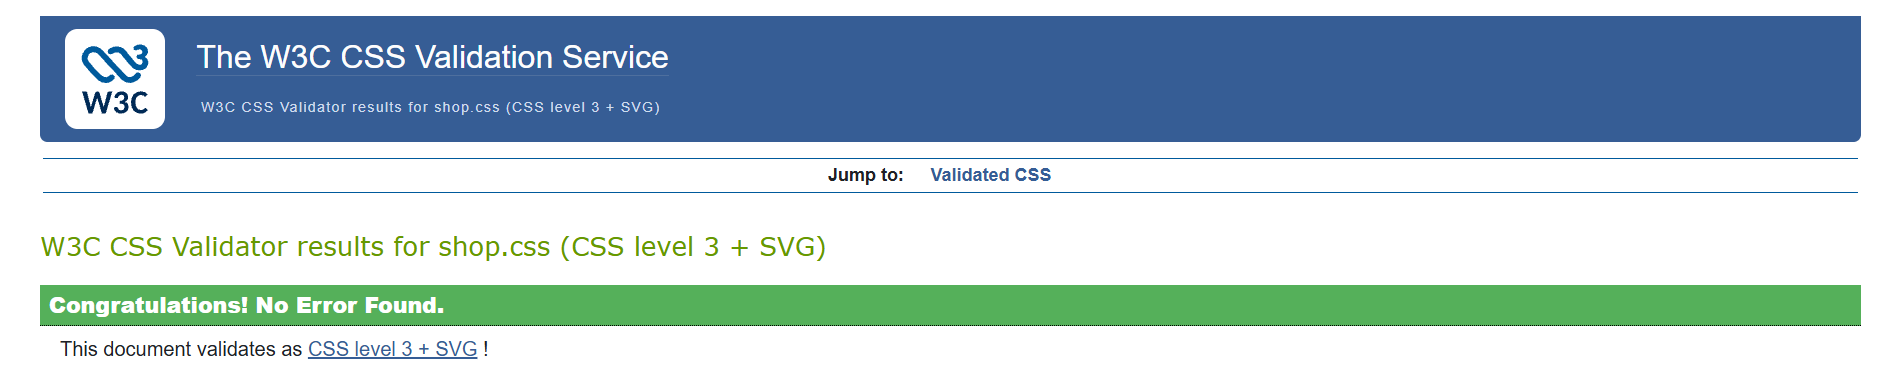 The W3C CSS Validation Service
W3C
W3C CSS Validator results for shop.css (CSS level 3 + SVG)
Jump to: Validated CSS
W3C CSS Validator results for shop.css (CSS level 3 + SVG)
Congratulations! No Error Found.
This document validates as CSS level 3 + SVG !